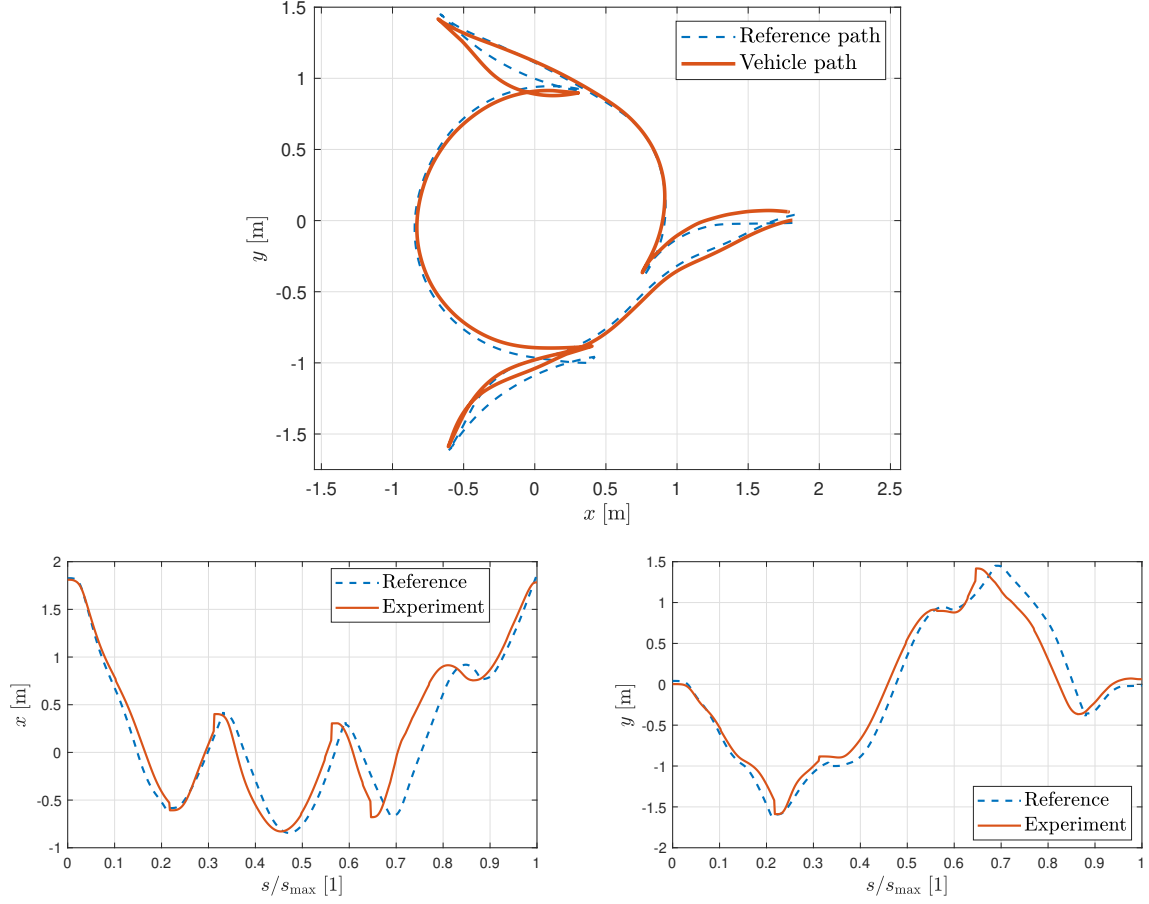 1.5
1
0.5
0
-0.5
-1
-1.5
y [m]
Reference path
Vehicle path
-1.5 -1 -0.5 0 0.5 1 1.5 2 2.5
x [m]
2
1.5
1
0.5
0
-0.5
-1
x [m]
Reference
Experiment
0 0.1 0.2 0.3 0.4 0.5 0.6 0.7 0.8 0.9 1
s/smax [1]
1.5
1
0.5
0
-0.5
-1
-1.5
-2
y [m]
Reference
Experiment
0 0.1 0.2 0.3 0.4 0.5 0.6 0.7 0.8 0.9 1
s/smax [1]